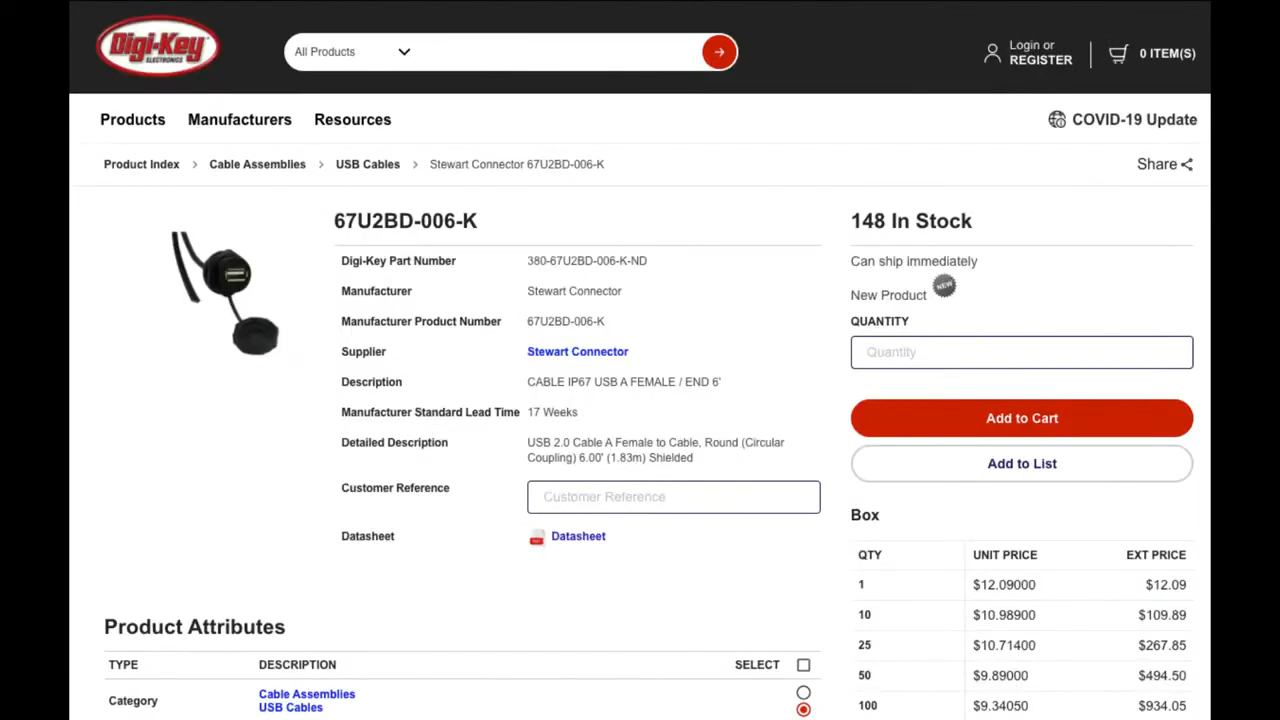 Digi-Key
ELECTRONICS
All Products
Login or
REGISTER
0 ITEM(S)
Products
Manufacturers
Resources
COVID-19 Update
Product Index
Cable Assemblies
USB Cables
Stewart Connector 67U2BD-006-K
Share
67U2BD-006-K
Digi-Key Part Number 380-67U2BD-006-K-ND
Manufacturer Stewart Connector
Manufacturer Product Number 67U2BD-006-K
Supplier Stewart Connector
Description CABLE IP67 USB A FEMALE / END 6'
Manufacturer Standard Lead Time 17 Weeks
Detailed Description USB 2.0 Cable A Female to Cable, Round (Circular
Coupling) 6.00' (1.83m) Shielded
Customer Reference Customer Reference
Datasheet Datasheet
148 In Stock
Can ship immediately
New Product NEW
QUANTITY
Quantity
Add to Cart
Add to List
Box
QTY UNIT PRICE EXT PRICE
1 $12.09000 $12.09
10 $10.98900 $109.89
25 $10.71400 $267.85
50 $9.89000 $494.50
100 $9.34050 $934.05
Product Attributes
TYPE DESCRIPTION SELECT
Category Cable Assemblies
USB Cables